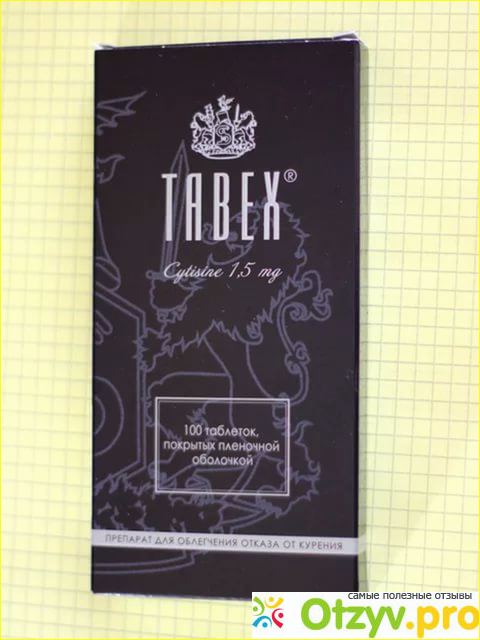 S
TABEX®
Cytisine 1,5 mg
100 таблеток,
покрытых пленочной
оболочкой
ПРЕПАРАТ ДЛЯ ОБЛЕГЧЕНИЯ ОТКАЗА ОТ КУРЕНИЯ
самые полезные отзывы
Otzyv.pro